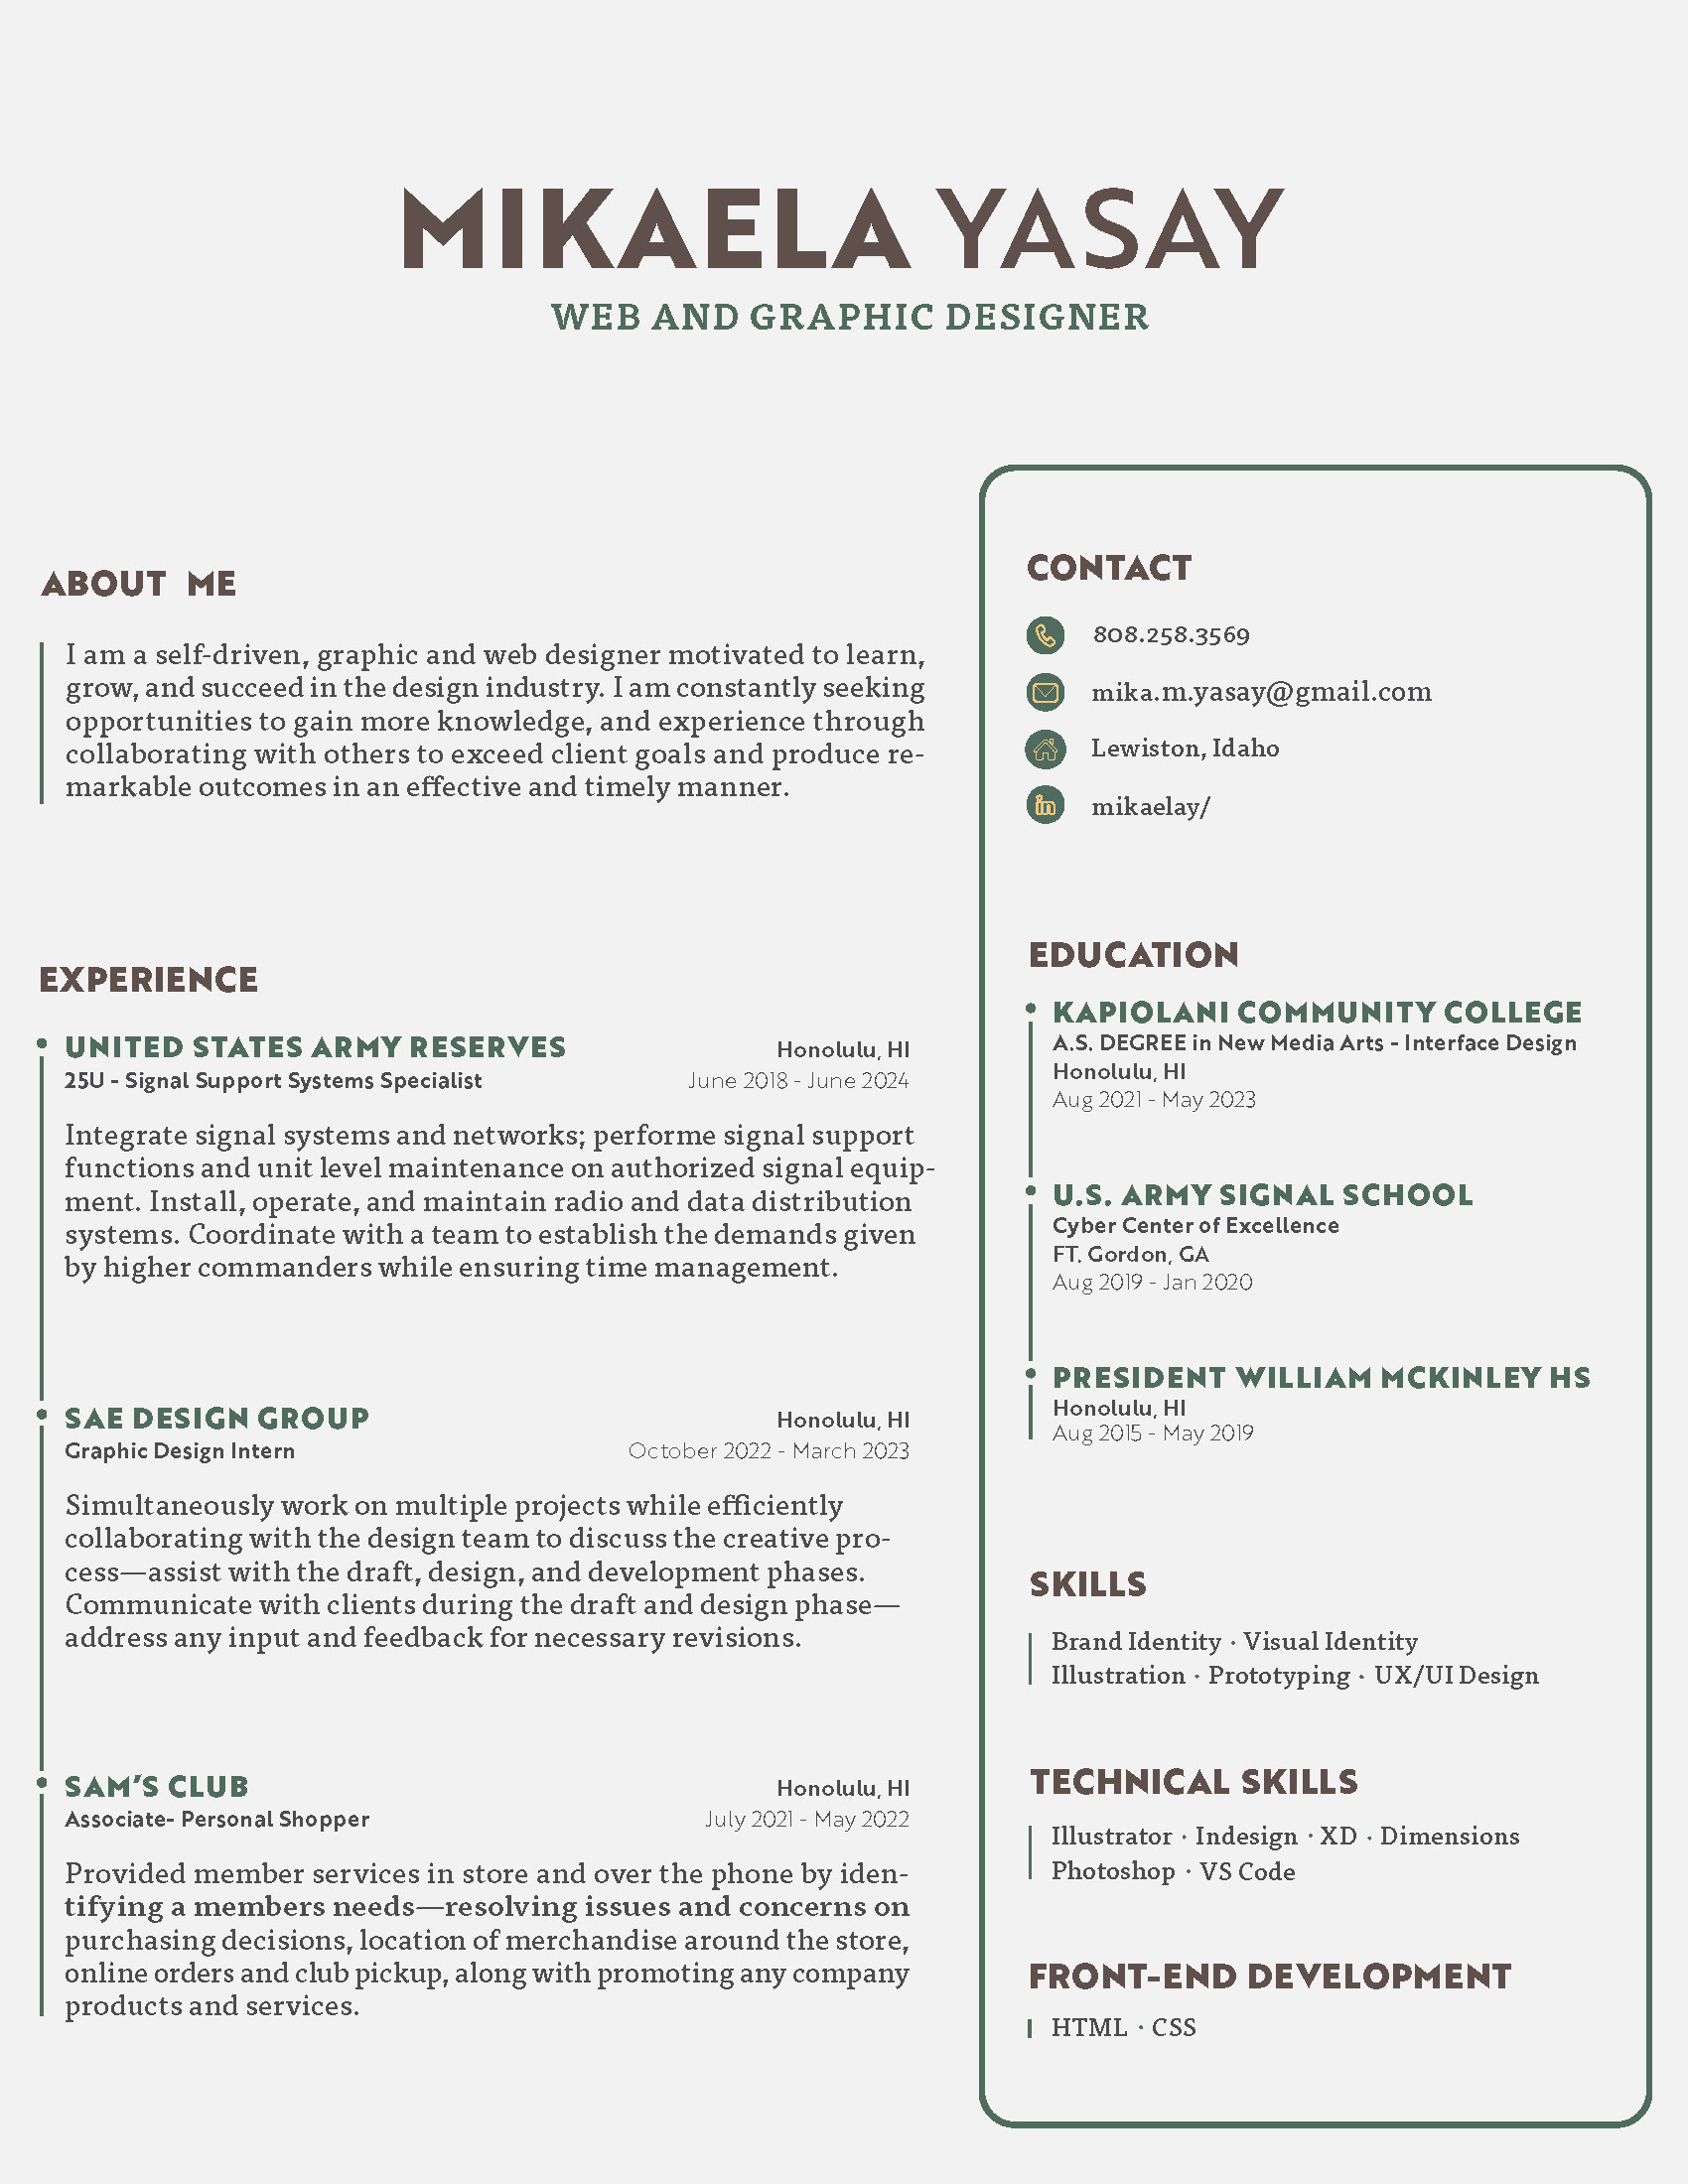 MIKAELA YASAY
WEB AND GRAPHIC DESIGNER
ABOUT ME
I am a self-driven, graphic and web designer motivated to learn,
grow, and succeed in the design industry. I am constantly seeking
opportunities to gain more knowledge, and experience through
collaborating with others to exceed client goals and produce re-
markable outcomes in an effective and timely manner.
EXPERIENCE
UNITED STATES ARMY RESERVES Honolulu, HI
25U - Signal Support Systems Specialist June 2018 - June 2024
Integrate signal systems and networks; performe signal support
functions and unit level maintenance on authorized signal equip-
ment. Install, operate, and maintain radio and data distribution
systems. Coordinate with a team to establish the demands given
by higher commanders while ensuring time management.
SAE DESIGN GROUP Honolulu, HI
Graphic Design Intern October 2022 - March 2023
Simultaneously work on multiple projects while efficiently
collaborating with the design team to discuss the creative pro-
cess—assist with the draft, design, and development phases.
Communicate with clients during the draft and design phase—
address any input and feedback for necessary revisions.
SAM'S CLUB Honolulu, HI
Associate- Personal Shopper July 2021 - May 2022
Provided member services in store and over the phone by iden-
tifying a members needs—resolving issues and concerns on
purchasing decisions, location of merchandise around the store,
online orders and club pickup, along with promoting any company
products and services.
CONTACT
808.258.3569
mika.m.yasay@gmail.com
Lewiston, Idaho
in mikaelay/
EDUCATION
KAPIOLANI COMMUNITY COLLEGE
A.S. DEGREE in New Media Arts - Interface Design
Honolulu, HI
Aug 2021 - May 2023
U.S. ARMY SIGNAL SCHOOL
Cyber Center of Excellence
FT. Gordon, GA
Aug 2019 - Jan 2020
PRESIDENT WILLIAM MCKINLEY HS
Honolulu, HI
Aug 2015 - May 2019
SKILLS
Brand Identity · Visual Identity
Illustration · Prototyping · UX/UI Design
TECHNICAL SKILLS
Illustrator · Indesign · XD · Dimensions
Photoshop · VS Code
FRONT-END DEVELOPMENT
HTML · CSS